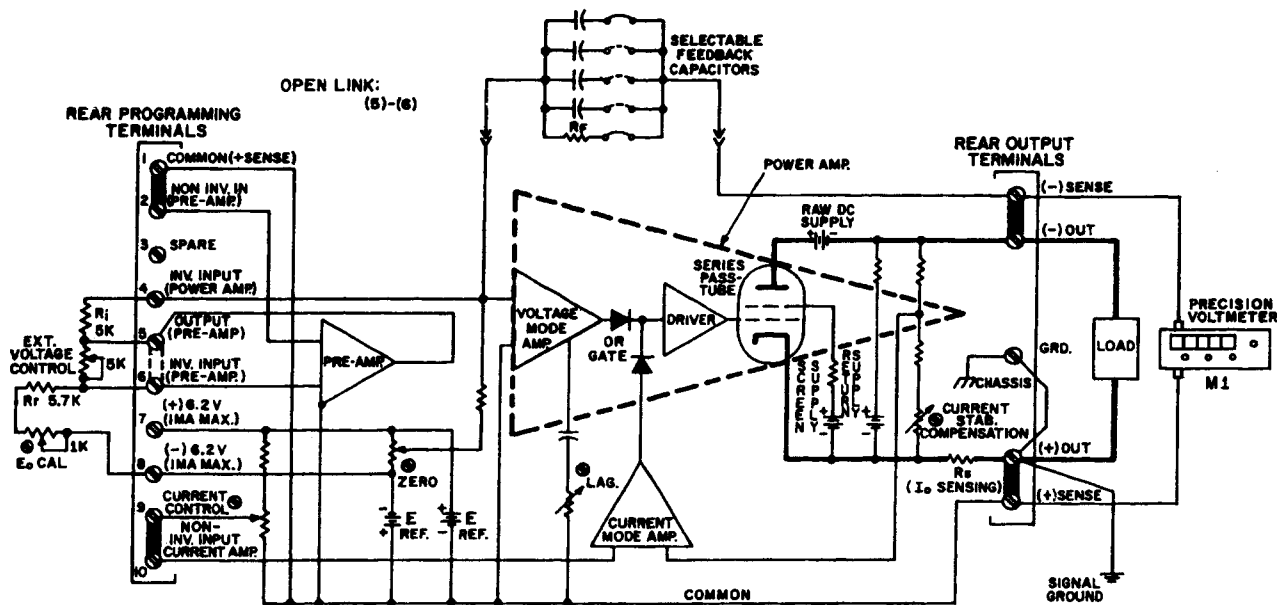 SELECTABLE
FEEDBACK
CAPACITORS
RF
OPEN LINK:
(5)-(6)
REAR PROGRAMMING
TERMINALS
1
COMMON (+SENSE)
NON INV. IN
(PRE-AMP.)
2
3
SPARE
INV. INPUT
(POWER AMP.)
4
Ri
5K
OUTPUT
(PRE-AMP)
5
EXT.
VOLTAGE
CONTROL
5K
INV. INPUT
(PRE-AMP.)
6
Rr 5.7K
(+) 6.2 V
(IMA MAX.)
7
1K
Eo CAL
(-) 6.2 V
(IMA MAX.)
8
9
CURRENT
CONTROL
NON-
INV. INPUT
CURRENT AMP.
10
PRE-AMP.
ZERO
-
+
E
REF.
+
-
E
REF.
POWER AMP.
VOLTAGE
MODE
AMP.
OR
GATE
DRIVER
SERIES
PASS-
TUBE
RAW DC
SUPPLY
+ -
LAG.
CURRENT
MODE AMP.
SCREEN
SUPPLY
RETURN
SUPPLY
+
-
+
-
CURRENT
STAB.
COMPENSATION
Rs
(Io SENSING)
COMMON
REAR OUTPUT
TERMINALS
(-) SENSE
(-) OUT
GRD.
CHASSIS
(+) OUT
(+) SENSE
LOAD
PRECISION
VOLTMETER
M1
SIGNAL
GROUND